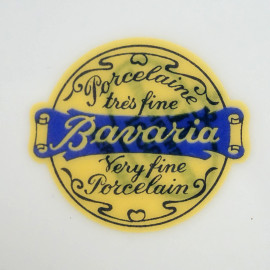 Porcelaine
très fine
Bavaria
Very fine
Porcelain